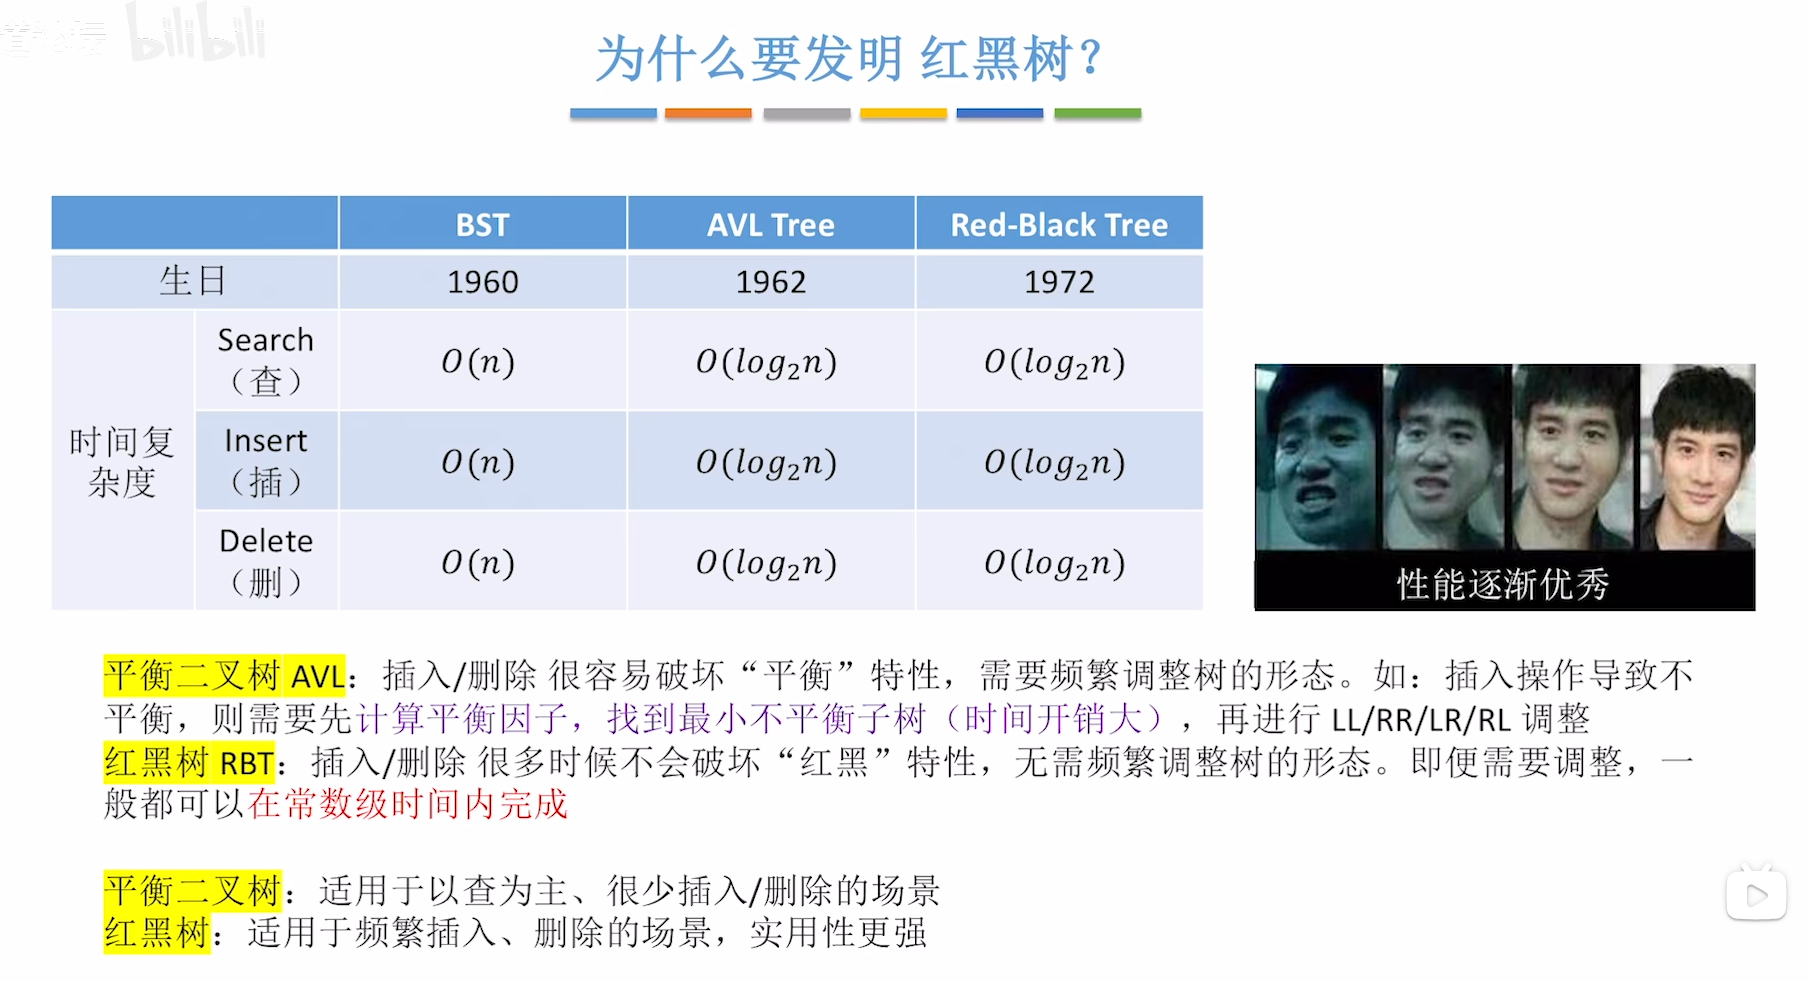 bilibili
为什么要发明 红黑树？
BST AVL Tree Red-Black Tree
生日 1960 1962 1972
时间复杂度
Search（查） O(n) O(log₂n) O(log₂n)
Insert（插） O(n) O(log₂n) O(log₂n)
Delete（删） O(n) O(log₂n) O(log₂n)
性能逐渐优秀
平衡二叉树 AVL：插入/删除 很容易破坏“平衡”特性，需要频繁调整树的形态。如：插入操作导致不
平衡，则需要先计算平衡因子，找到最小不平衡子树（时间开销大），再进行 LL/RR/LR/RL 调整
红黑树 RBT：插入/删除 很多时候不会破坏“红黑”特性，无需频繁调整树的形态。即便需要调整，一
般都可以在常数级时间内完成
平衡二叉树：适用于以查为主、很少插入/删除的场景
红黑树：适用于频繁插入、删除的场景，实用性更强